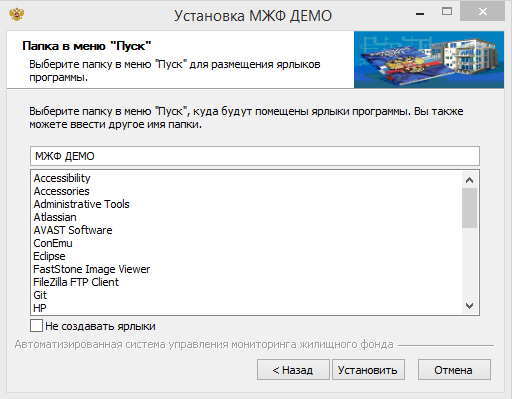 Установка МЖФ ДЕМО
Папка в меню "Пуск"
Выберите папку в меню "Пуск" для размещения ярлыков
программы.
Выберите папку в меню "Пуск", куда будут помещены ярлыки программы. Вы также
можете ввести другое имя папки.
МЖФ ДЕМО
Accessibility
Accessories
Administrative Tools
Atlassian
AVAST Software
ConEmu
Eclipse
FastStone Image Viewer
FileZilla FTP Client
Git
HP
Не создавать ярлыки
Автоматизированная система управления мониторинга жилищного фонда
< Назад
Установить
Отмена